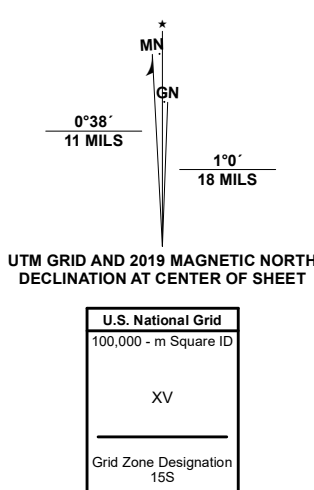 ★
MN
GN
0°38´
11 MILS
1°0´
18 MILS
UTM GRID AND 2019 MAGNETIC NORTH
DECLINATION AT CENTER OF SHEET
U.S. National Grid
100,000 - m Square ID
XV
Grid Zone Designation
15S